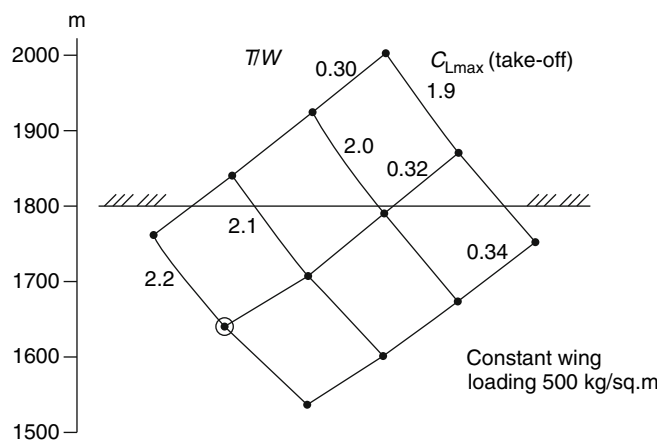 m
2000
T/W
C_Lmax (take-off)
0.30
1.9
1900
2.0
0.32
1800
2.1
0.34
1700
2.2
1600
Constant wing
loading 500 kg/sq.m
1500